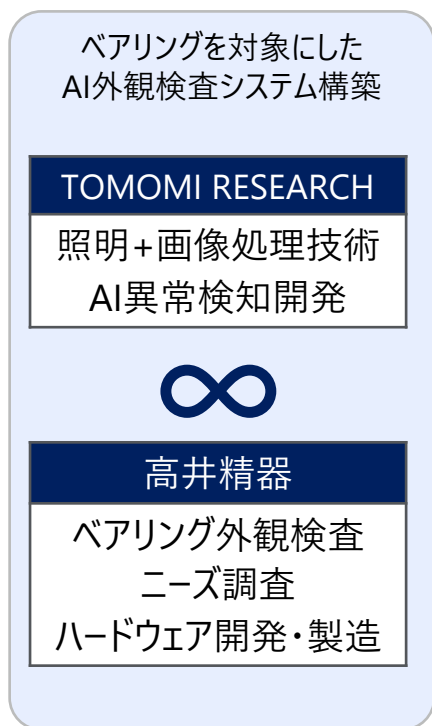 ベアリングを対象にした
AI外観検査システム構築
TOMOMI RESEARCH
照明+画像処理技術
AI異常検知開発
∞
高井精器
ベアリング外観検査
ニーズ調査
ハードウェア開発・製造